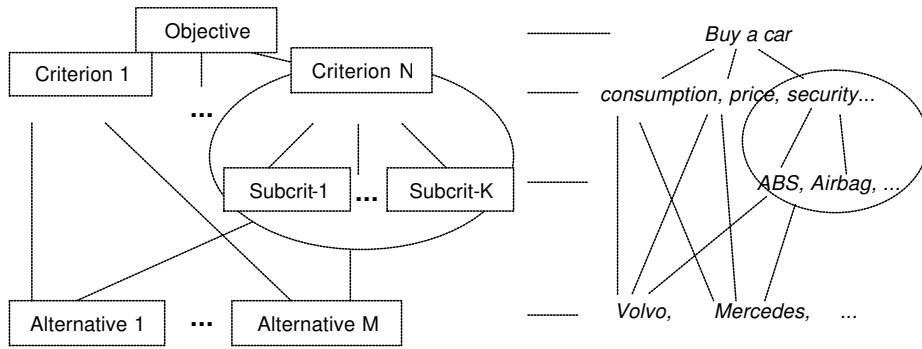 Objective
Buy a car
Criterion 1
...
Criterion N
consumption, price, security...
Subcrit-1
...
Subcrit-K
ABS, Airbag, ...
Alternative 1
...
Alternative M
Volvo, Mercedes, ...